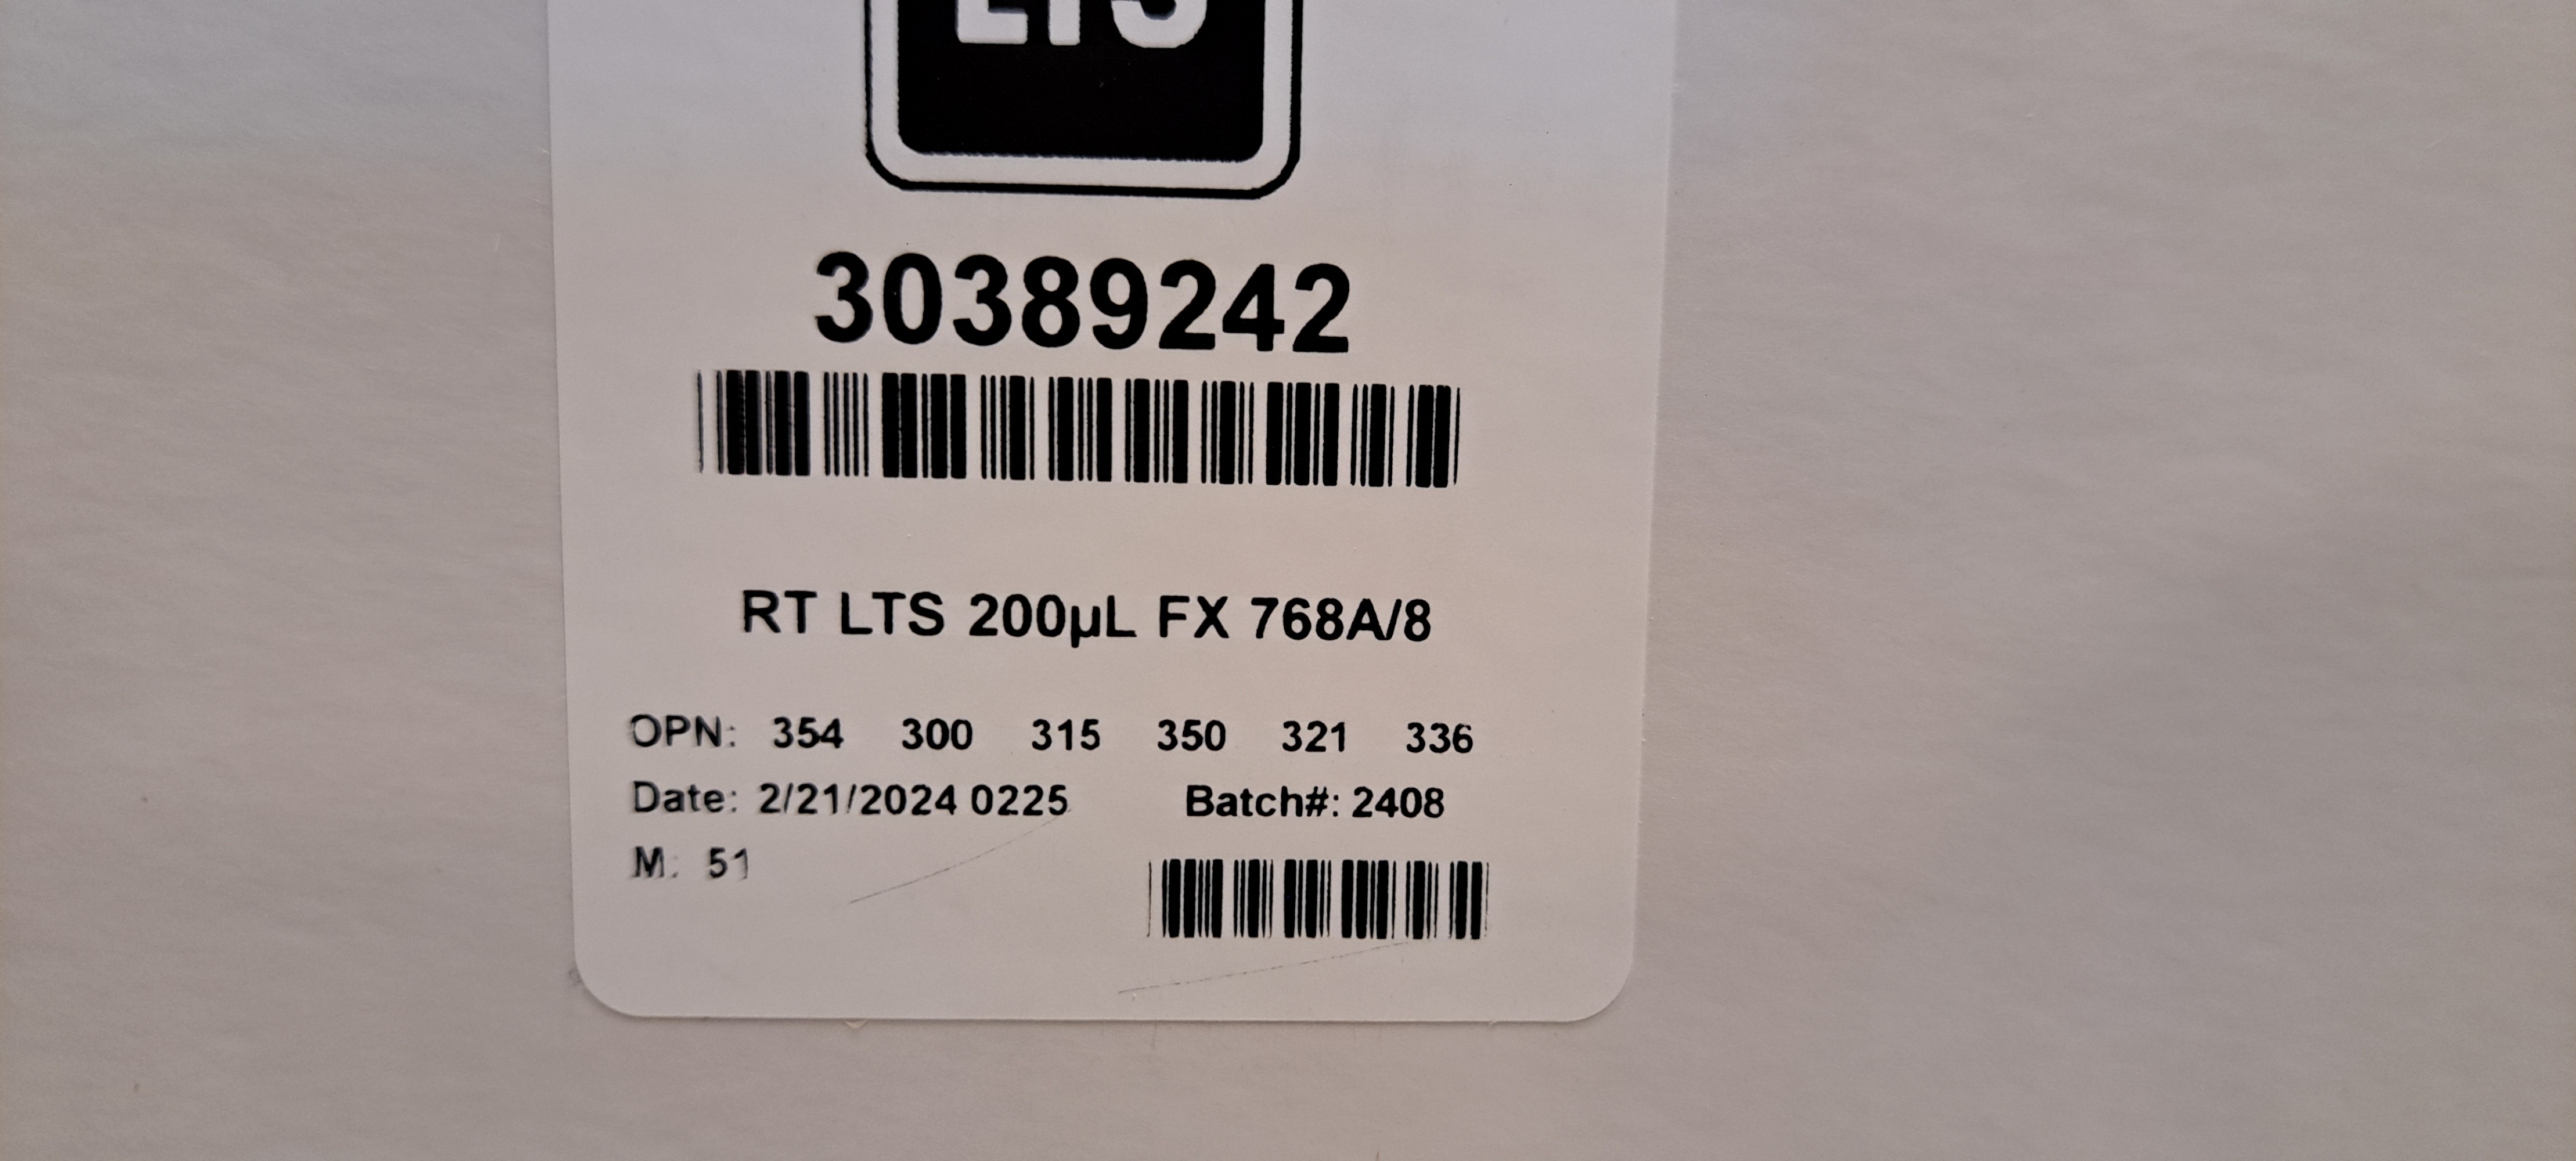 LTS
30389242
RT LTS 200µL FX 768A/8
OPN: 354 300 315 350 321 336
Date: 2/21/2024 0225 Batch#: 2408
M: 51